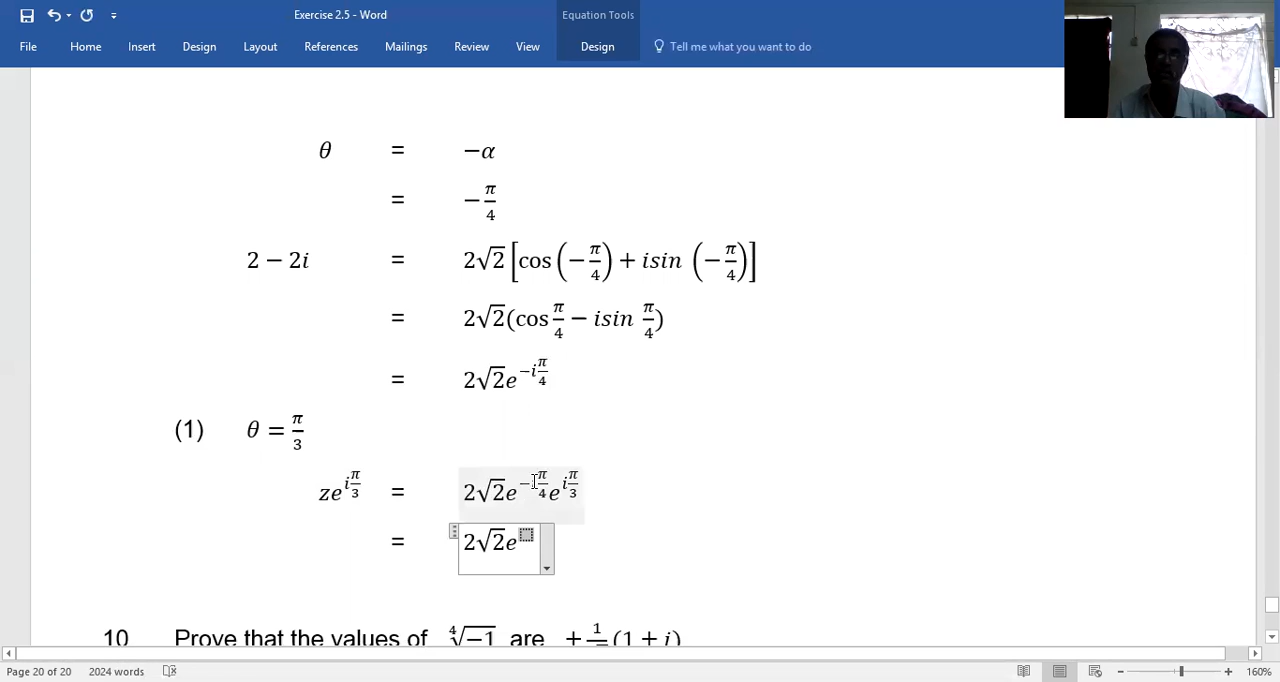 Exercise 2.5 - Word
Equation Tools
File Home Insert Design Layout References Mailings Review View Design Tell me what you want to do
θ = −α
= −π/4
2 − 2i = 2√2 [cos (−π/4) + isin (−π/4)]
= 2√2(cos π/4 − isin π/4)
= 2√2e^(−iπ/4)
(1) θ = π/3
ze^(iπ/3) = 2√2e^(−iπ/4)e^(iπ/3)
= 2√2e
10 Prove that the values of ∜−1 are ± 1 (1 + i)
Page 20 of 20 2024 words 160%